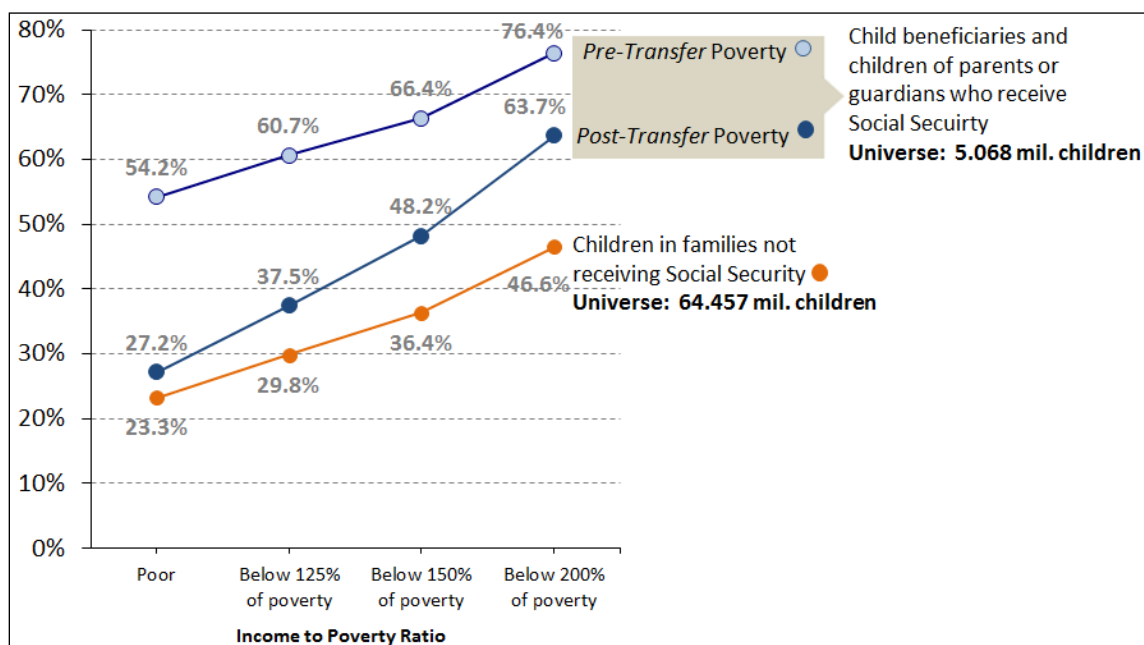 80%
70%
60%
50%
40%
30%
20%
10%
0%
54.2%
60.7%
66.4%
76.4%
27.2%
37.5%
48.2%
63.7%
23.3%
29.8%
36.4%
46.6%
Pre-Transfer Poverty
Post-Transfer Poverty
Child beneficiaries and
children of parents or
guardians who receive
Social Secuirty
Universe: 5.068 mil. children
Children in families not
receiving Social Security
Universe: 64.457 mil. children
Poor
Below 125%
of poverty
Below 150%
of poverty
Below 200%
of poverty
Income to Poverty Ratio